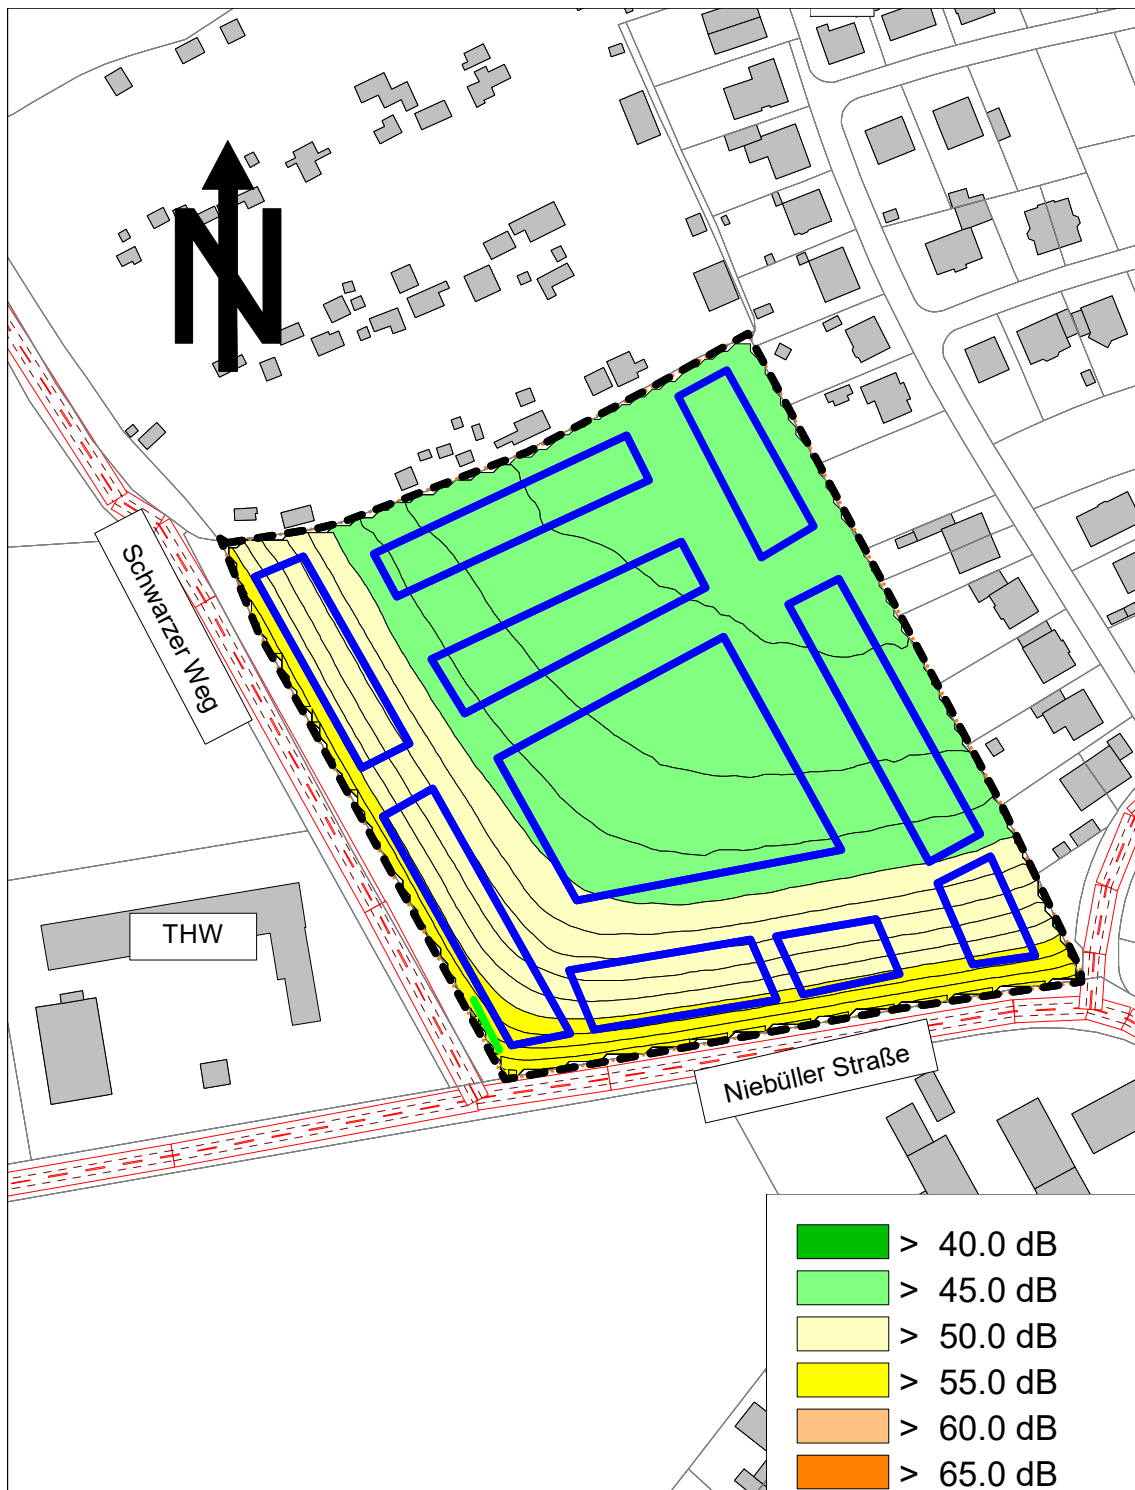 N
Schwarzer Weg
THW
Niebüller Straße
> 40.0 dB
> 45.0 dB
> 50.0 dB
> 55.0 dB
> 60.0 dB
> 65.0 dB